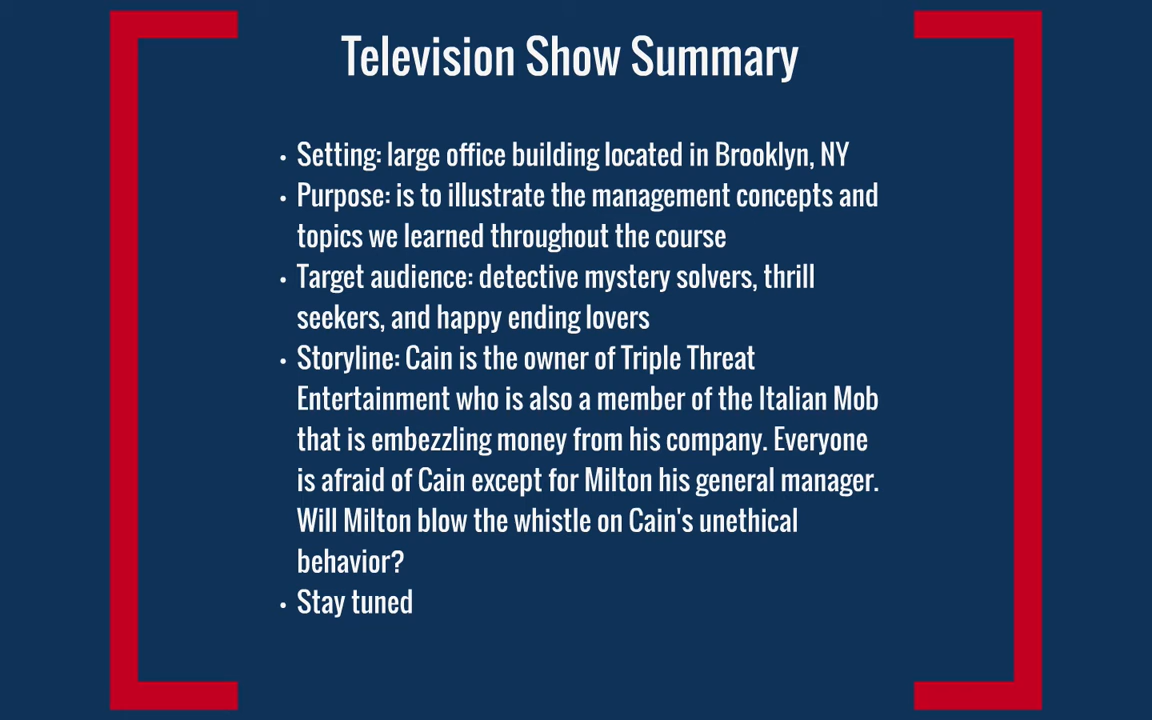 Television Show Summary
• Setting: large office building located in Brooklyn, NY
• Purpose: is to illustrate the management concepts and
topics we learned throughout the course
• Target audience: detective mystery solvers, thrill
seekers, and happy ending lovers
• Storyline: Cain is the owner of Triple Threat
Entertainment who is also a member of the Italian Mob
that is embezzling money from his company. Everyone
is afraid of Cain except for Milton his general manager.
Will Milton blow the whistle on Cain's unethical
behavior?
• Stay tuned